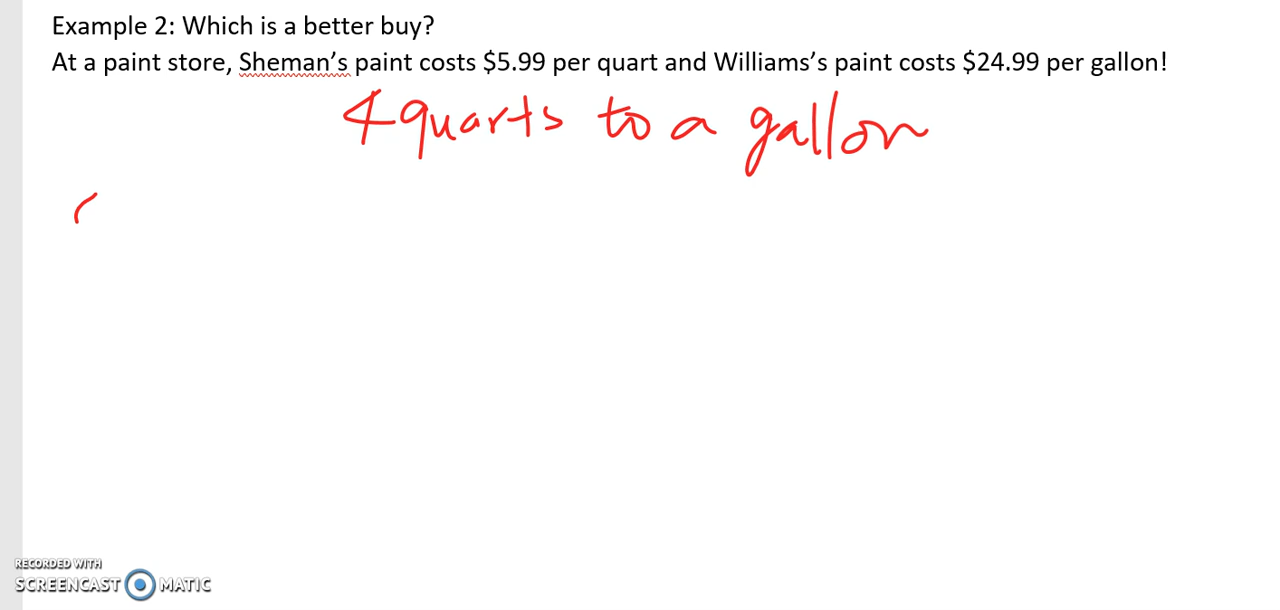 Example 2: Which is a better buy?
At a paint store, Sheman’s paint costs $5.99 per quart and Williams’s paint costs $24.99 per gallon!
4 quarts to a gallon
RECORDED WITH
SCREENCAST MATIC